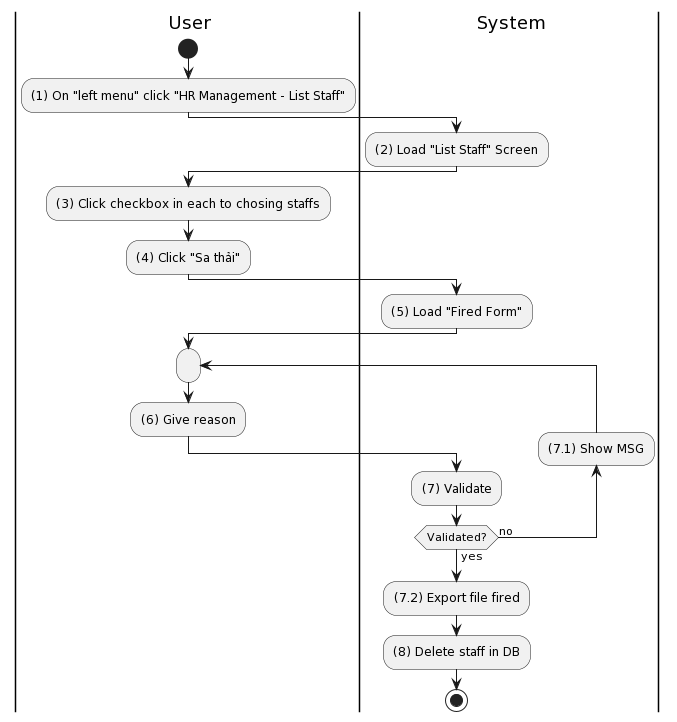 User
System
(1) On "left menu" click "HR Management - List Staff"
(2) Load "List Staff" Screen
(3) Click checkbox in each to chosing staffs
(4) Click "Sa thải"
(5) Load "Fired Form"
(6) Give reason
(7.1) Show MSG
(7) Validate
Validated?
no
yes
(7.2) Export file fired
(8) Delete staff in DB